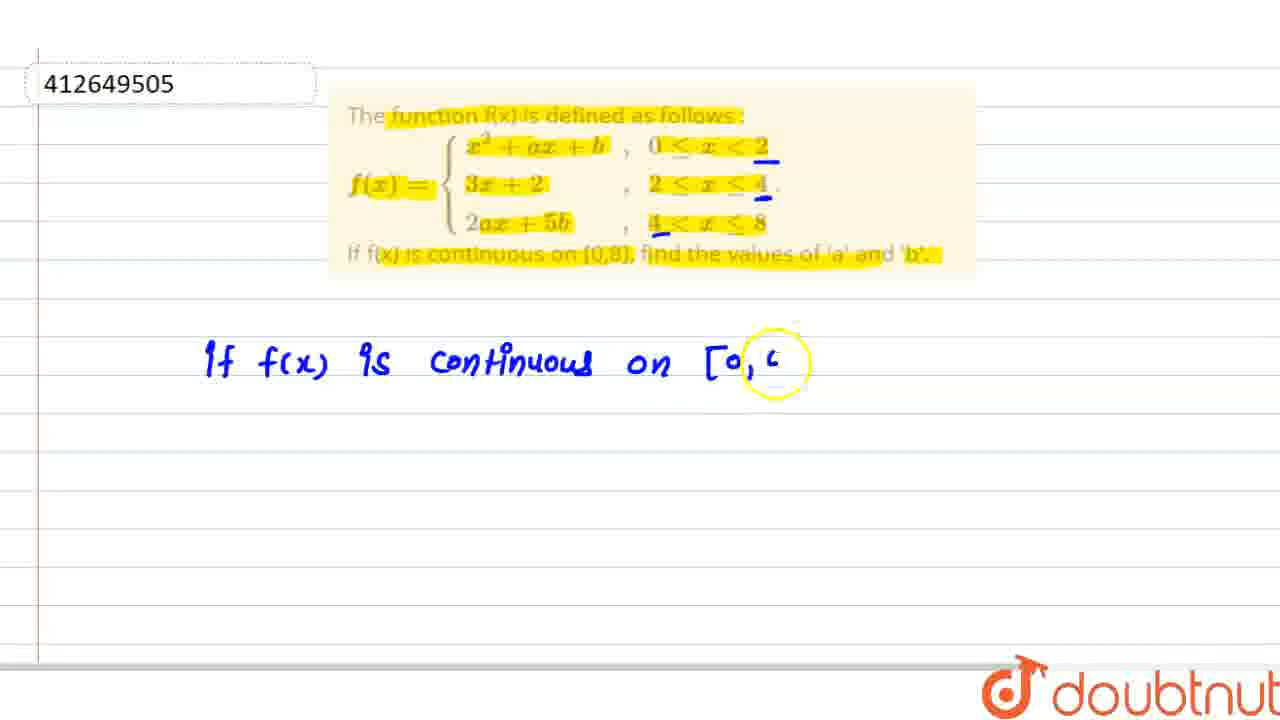 412649505
The function f(x) is defined as follows :
f(x) = { x² + ax + b , 0 ≤ x < 2
3x + 2 , 2 ≤ x ≤ 4 .
2ax + 5b , 4 < x ≤ 8
If f(x) is continuous on [0,8], find the values of 'a' and 'b'.
If f(x) is continuous on [0,
doubtnut